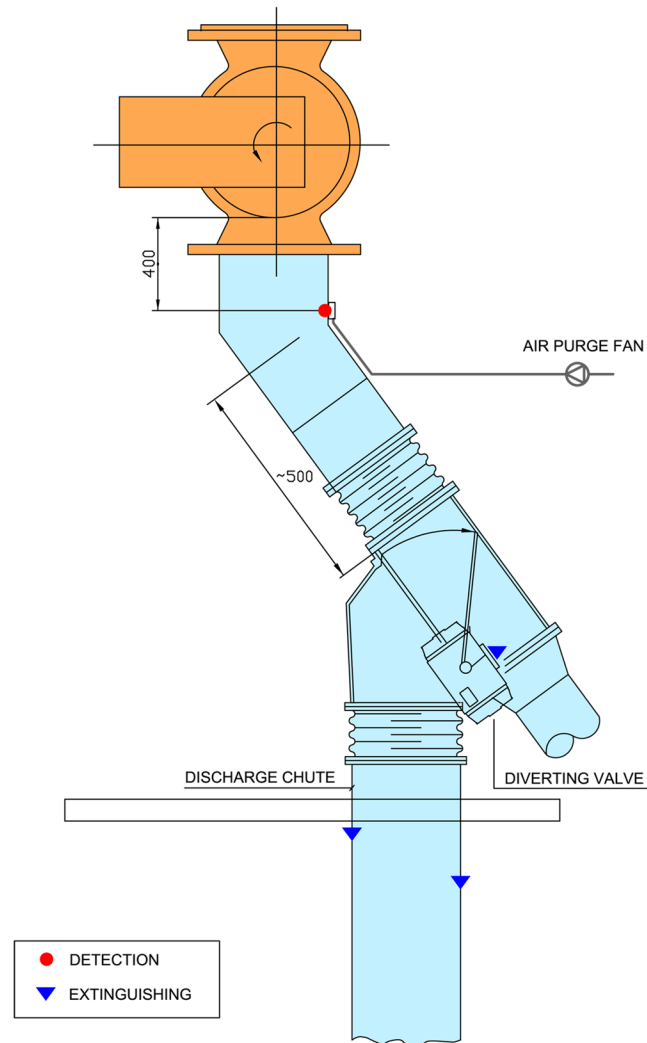 400
AIR PURGE FAN
~500
DISCHARGE CHUTE
DIVERTING VALVE
DETECTION
EXTINGUISHING